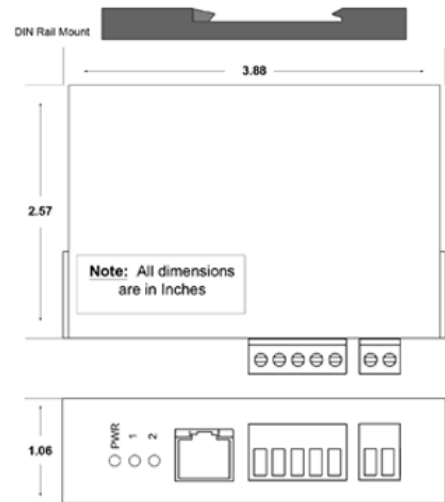 DIN Rail Mount
3.88
2.57
Note: All dimensions
are in Inches
1.06
PWR
1
2